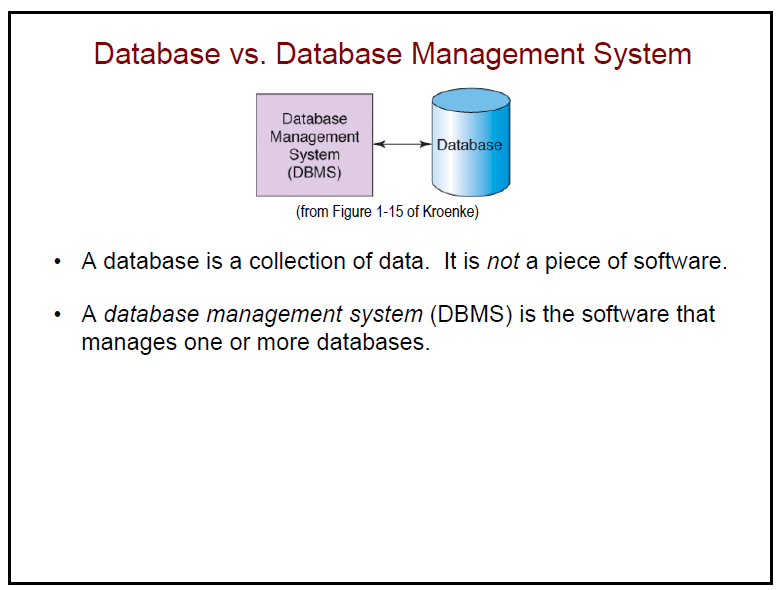 Database vs. Database Management System
Database
Management
System
(DBMS)
Database
(from Figure 1-15 of Kroenke)
• A database is a collection of data. It is not a piece of software.
• A database management system (DBMS) is the software that
manages one or more databases.